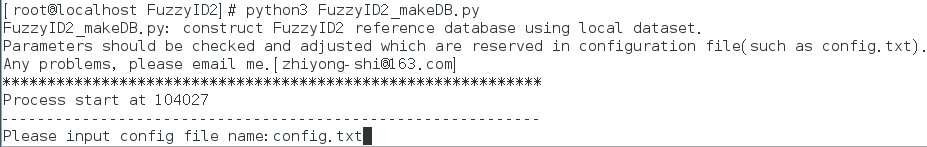 [root@localhost FuzzyID2]# python3 FuzzyID2_makeDB.py
FuzzyID2_makeDB.py: construct FuzzyID2 reference database using local dataset.
Parameters should be checked and adjusted which are reserved in configuration file(such as config.txt).
Any problems, please email me.[zhiyong-shi@163.com]
************************************************************
Process start at 104027
------------------------------------------------------------
Please input config file name:config.txt